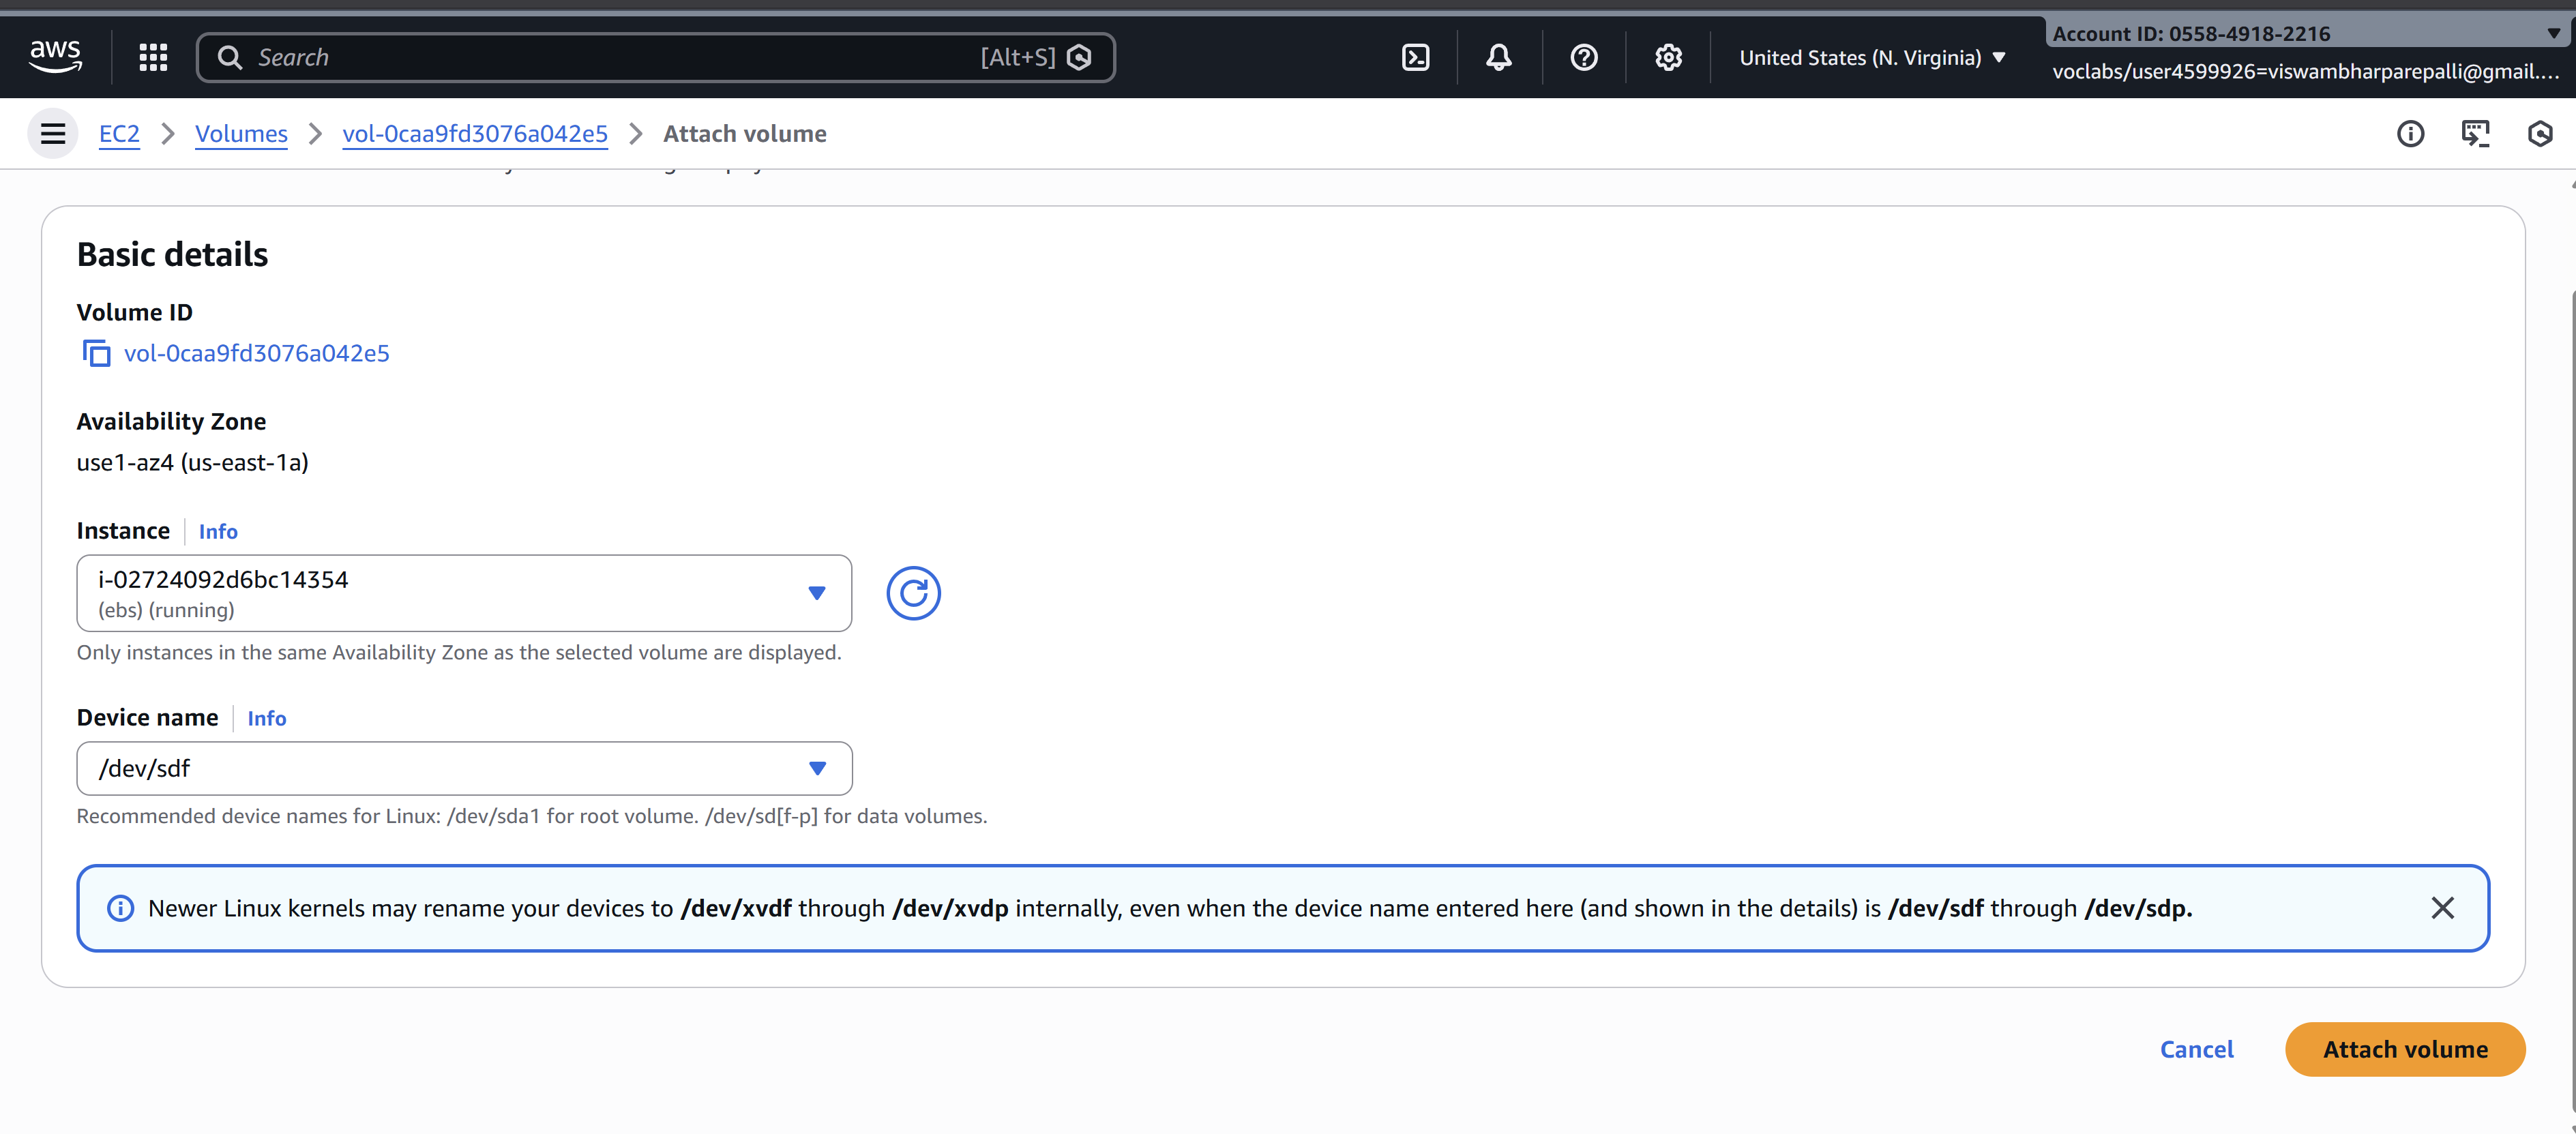 aws
Search [Alt+S]
United States (N. Virginia)
Account ID: 0558-4918-2216
voclabs/user4599926=viswambharparepalli@gmail....
EC2 > Volumes > vol-0caa9fd3076a042e5 > Attach volume
Basic details
Volume ID
vol-0caa9fd3076a042e5
Availability Zone
use1-az4 (us-east-1a)
Instance Info
i-02724092d6bc14354
(ebs) (running)
Only instances in the same Availability Zone as the selected volume are displayed.
Device name Info
/dev/sdf
Recommended device names for Linux: /dev/sda1 for root volume. /dev/sd[f-p] for data volumes.
Newer Linux kernels may rename your devices to /dev/xvdf through /dev/xvdp internally, even when the device name entered here (and shown in the details) is /dev/sdf through /dev/sdp.
Cancel
Attach volume